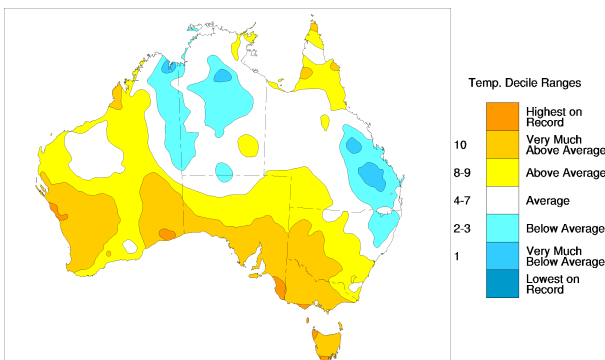 Temp. Decile Ranges
Highest on
Record
10
Very Much
Above Average
8-9
Above Average
4-7
Average
2-3
Below Average
1
Very Much
Below Average
Lowest on
Record